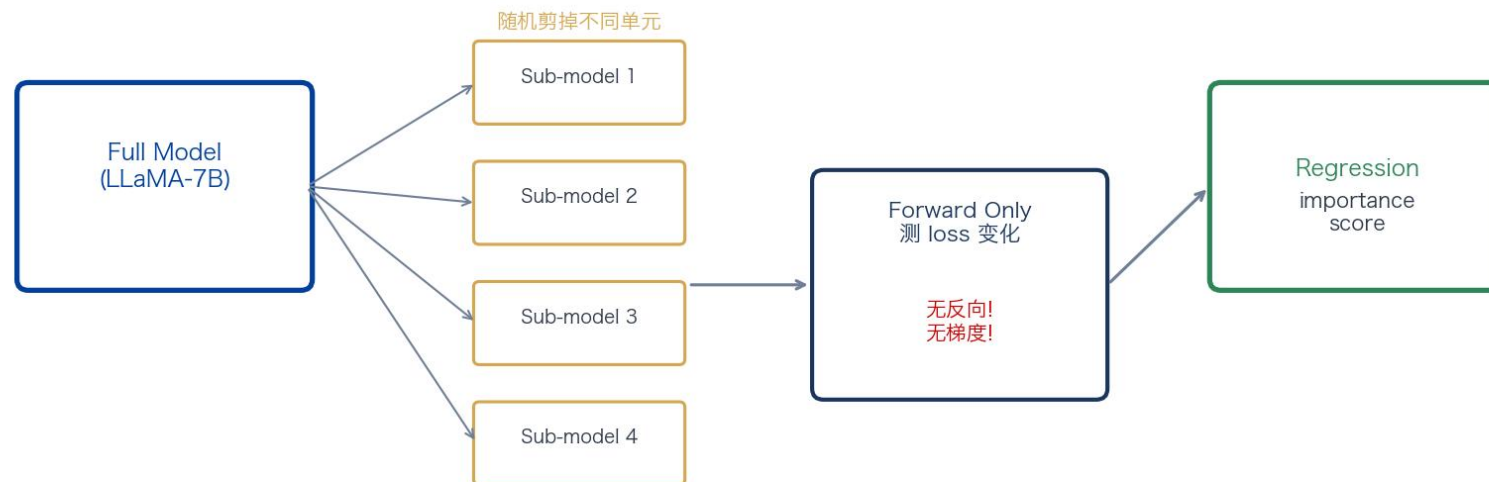 随机剪掉不同单元
Full Model
(LLaMA-7B)
Sub-model 1
Sub-model 2
Sub-model 3
Sub-model 4
Forward Only
测 loss 变化
无反向!
无梯度!
Regression
importance
score